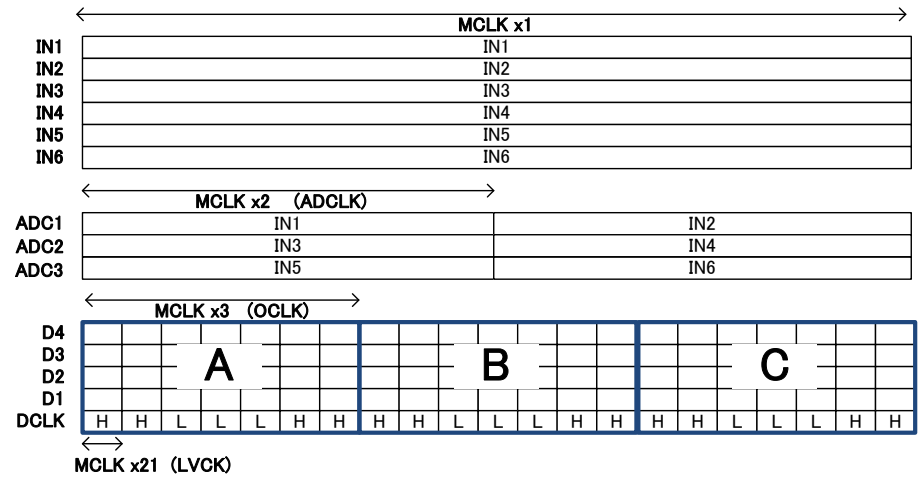 MCLK x1
IN1 IN1
IN2 IN2
IN3 IN3
IN4 IN4
IN5 IN5
IN6 IN6
MCLK x2 (ADCLK)
ADC1 IN1 IN2
ADC2 IN3 IN4
ADC3 IN5 IN6
MCLK x3 (OCLK)
D4
D3
A B C
D2
D1
DCLK H H L L L H H H H L L L H H H H L L L H H
MCLK x21 (LVCK)